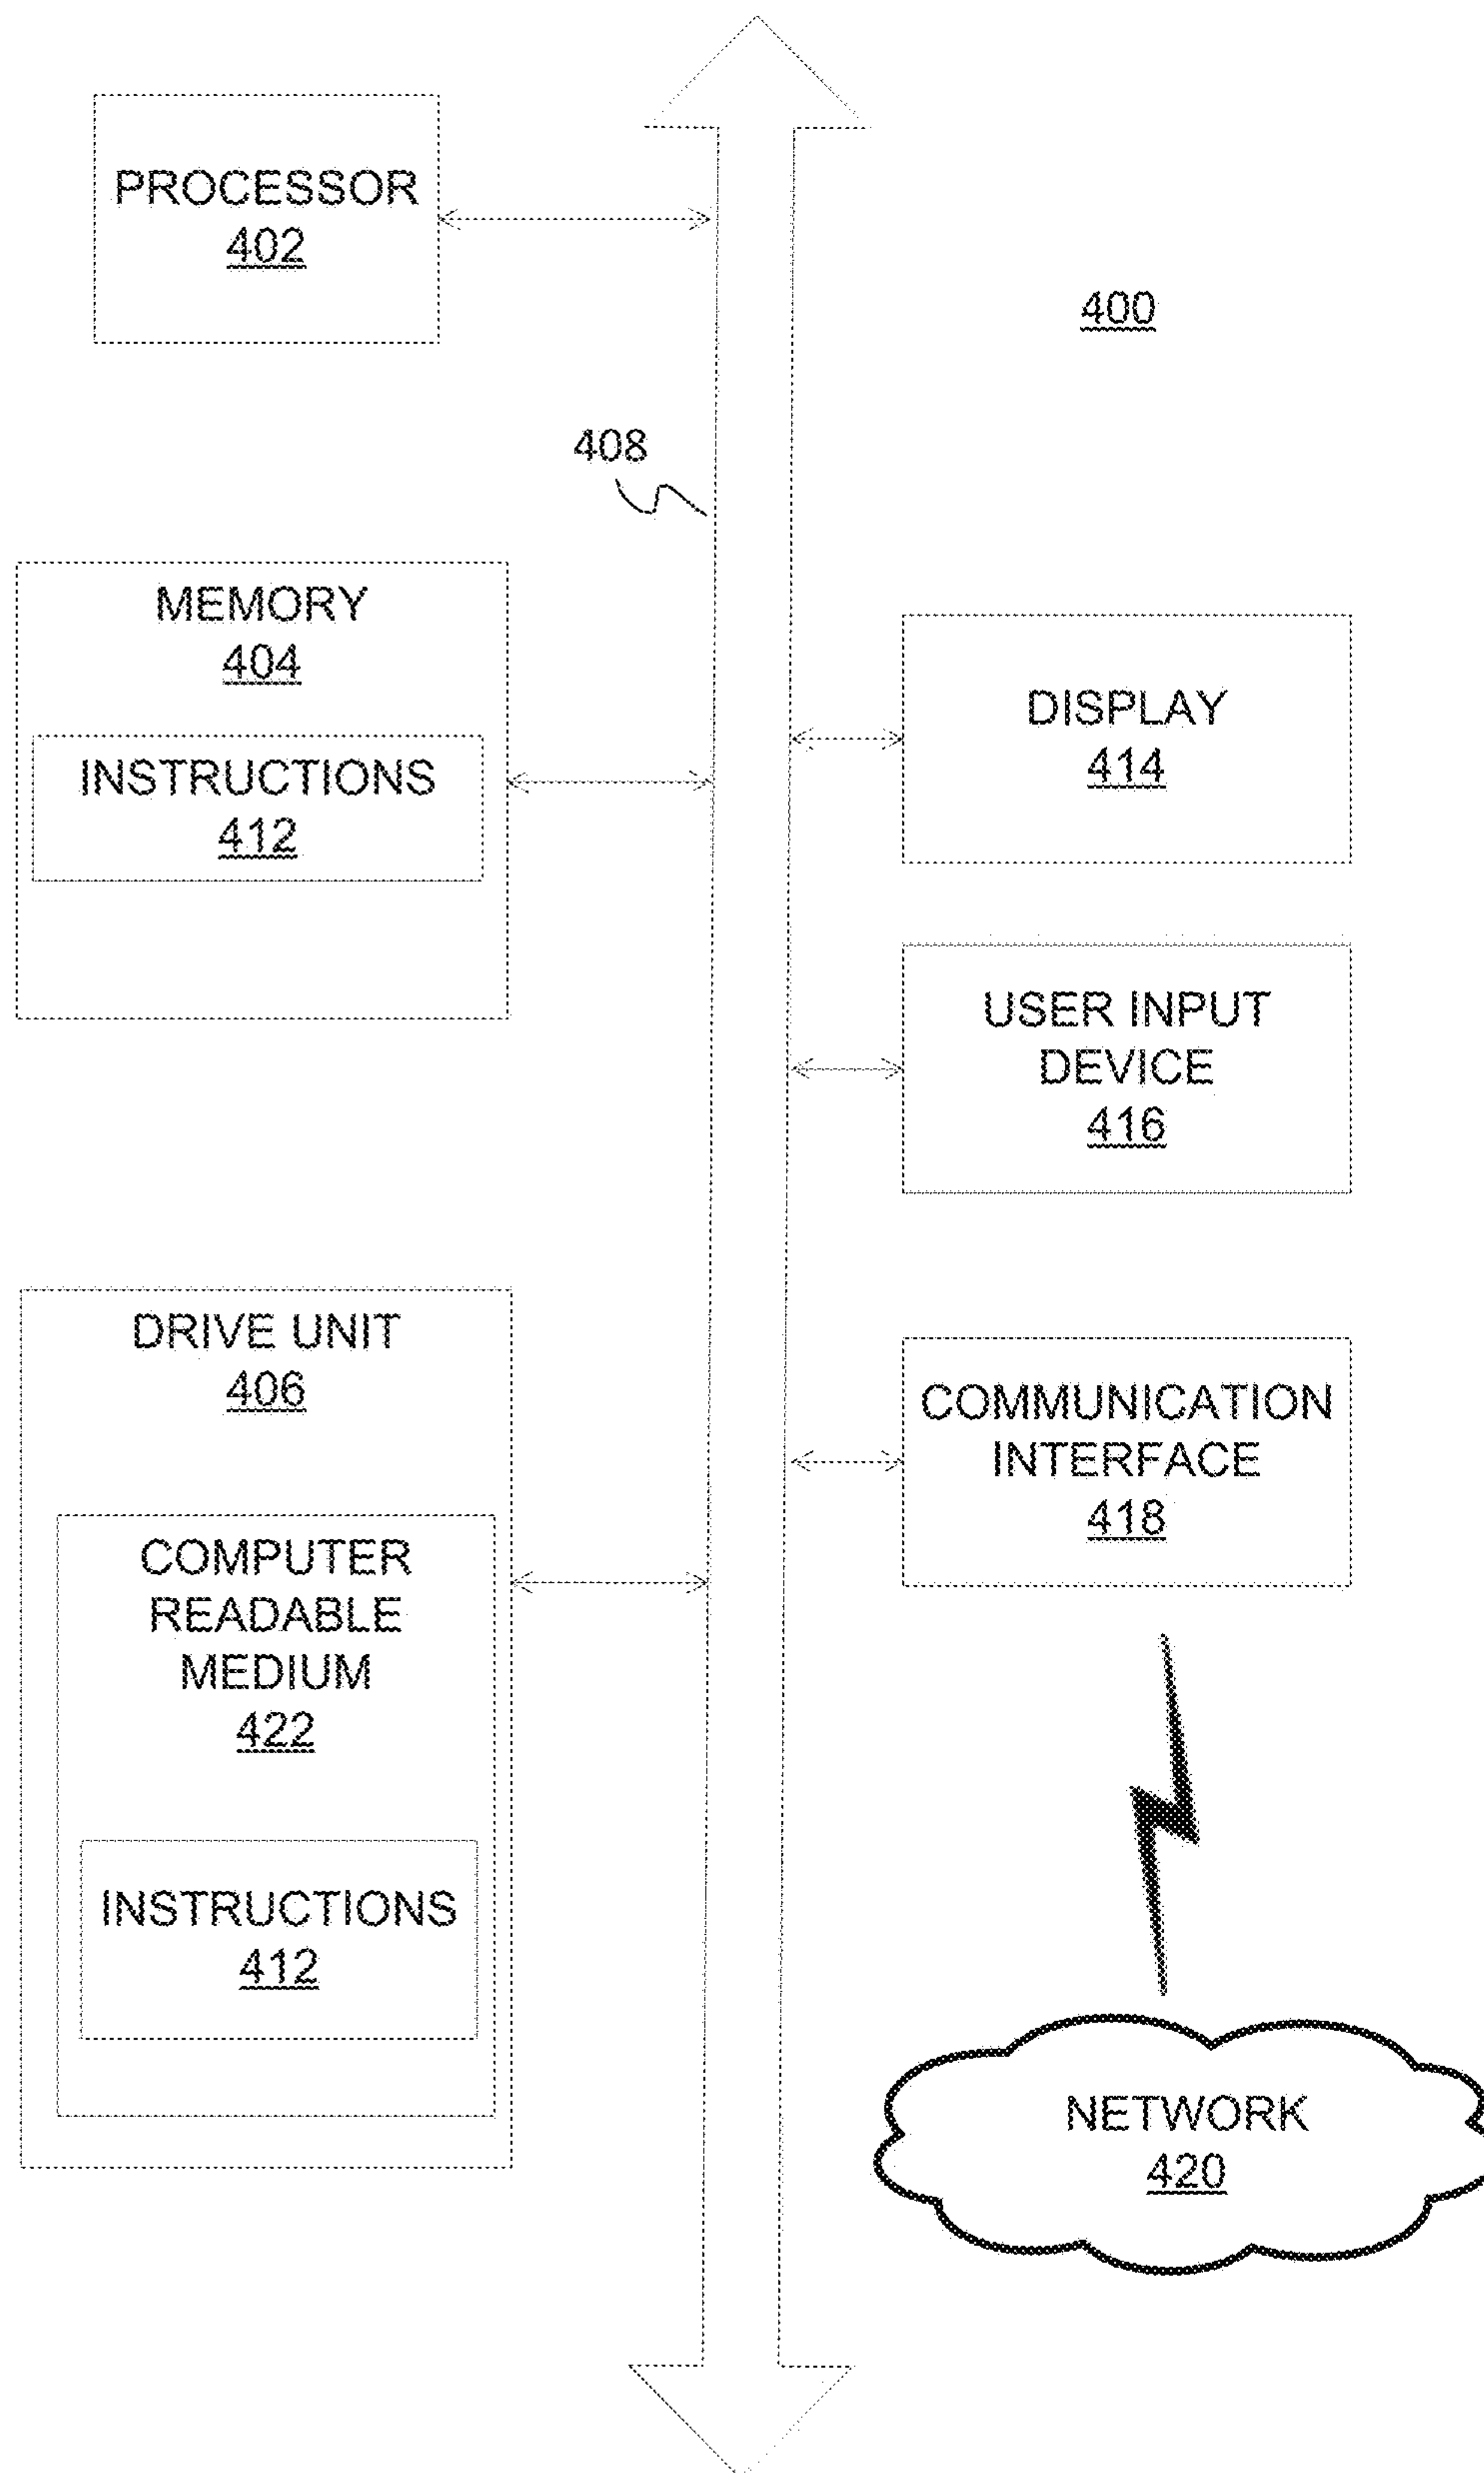 PROCESSOR
402
400
408
MEMORY
404
INSTRUCTIONS
412
DISPLAY
414
USER INPUT
DEVICE
416
DRIVE UNIT
406
COMPUTER
READABLE
MEDIUM
422
INSTRUCTIONS
412
COMMUNICATION
INTERFACE
418
NETWORK
420